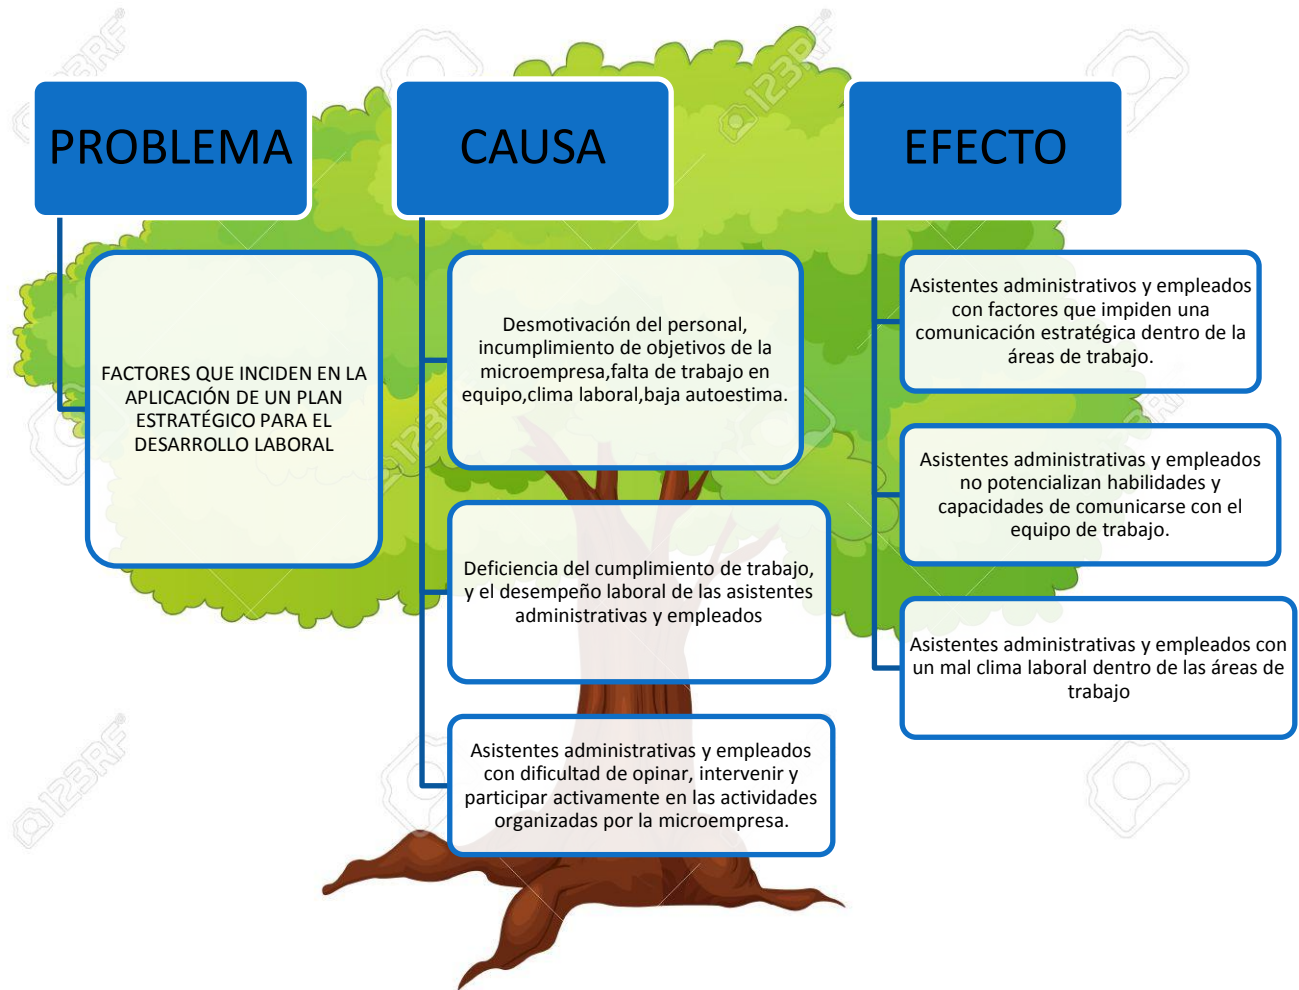 PROBLEMA
FACTORES QUE INCIDEN EN LA
APLICACIÓN DE UN PLAN
ESTRATÉGICO PARA EL
DESARROLLO LABORAL
CAUSA
Desmotivación del personal,
incumplimiento de objetivos de la
microempresa,falta de trabajo en
equipo,clima laboral,baja autoestima.
Deficiencia del cumplimiento de trabajo,
y el desempeño laboral de las asistentes
administrativas y empleados
Asistentes administrativas y empleados
con dificultad de opinar, intervenir y
participar activamente en las actividades
organizadas por la microempresa.
EFECTO
Asistentes administrativos y empleados
con factores que impiden una
comunicación estratégica dentro de la
áreas de trabajo.
Asistentes administrativas y empleados
no potencializan habilidades y
capacidades de comunicarse con el
equipo de trabajo.
Asistentes administrativas y empleados con
un mal clima laboral dentro de las áreas de
trabajo
123RF®
123RF®
123RF®
123RF
123RF